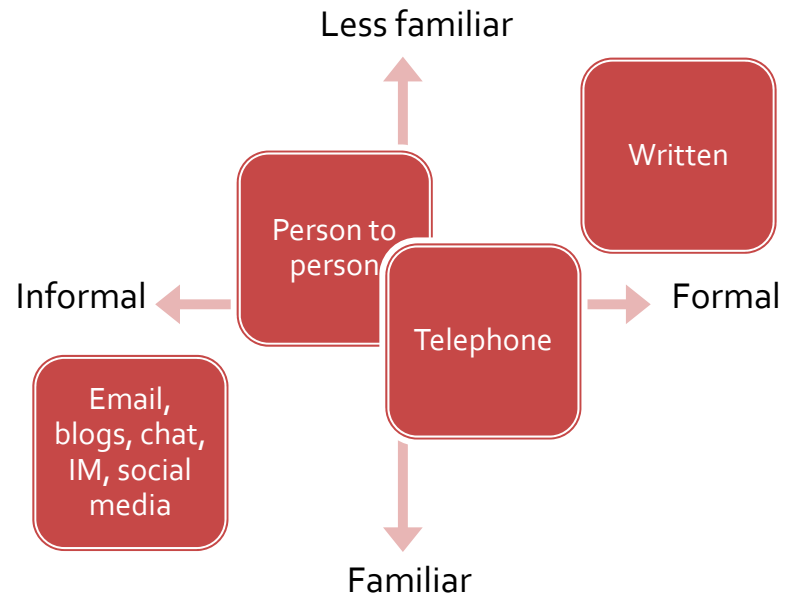 Less familiar
Written
Person to
person
Informal
Formal
Telephone
Email,
blogs, chat,
IM, social
media
Familiar